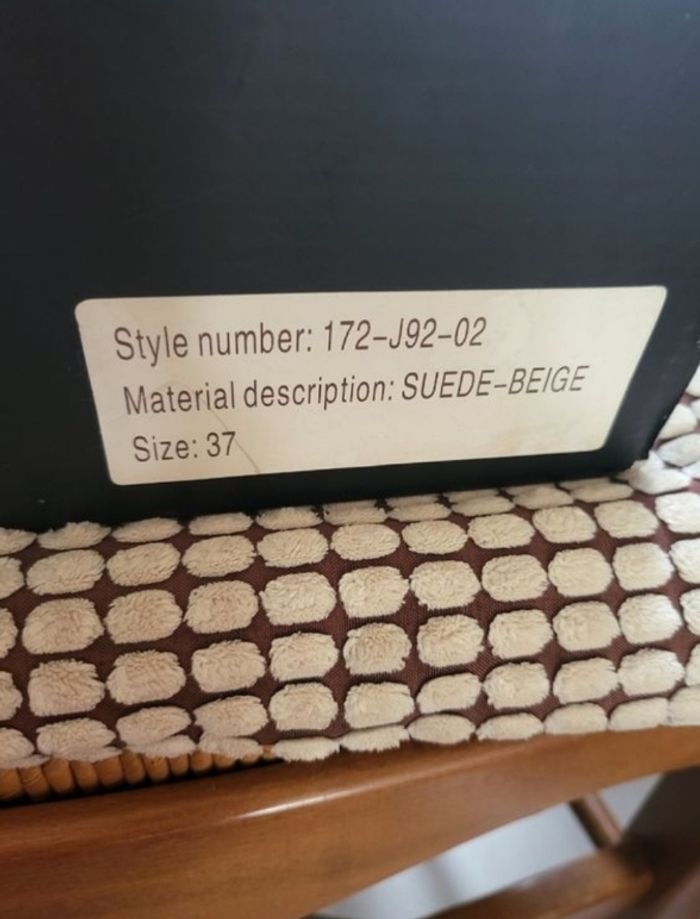 Style number: 172-J92-02
Material description: SUEDE-BEIGE
Size: 37